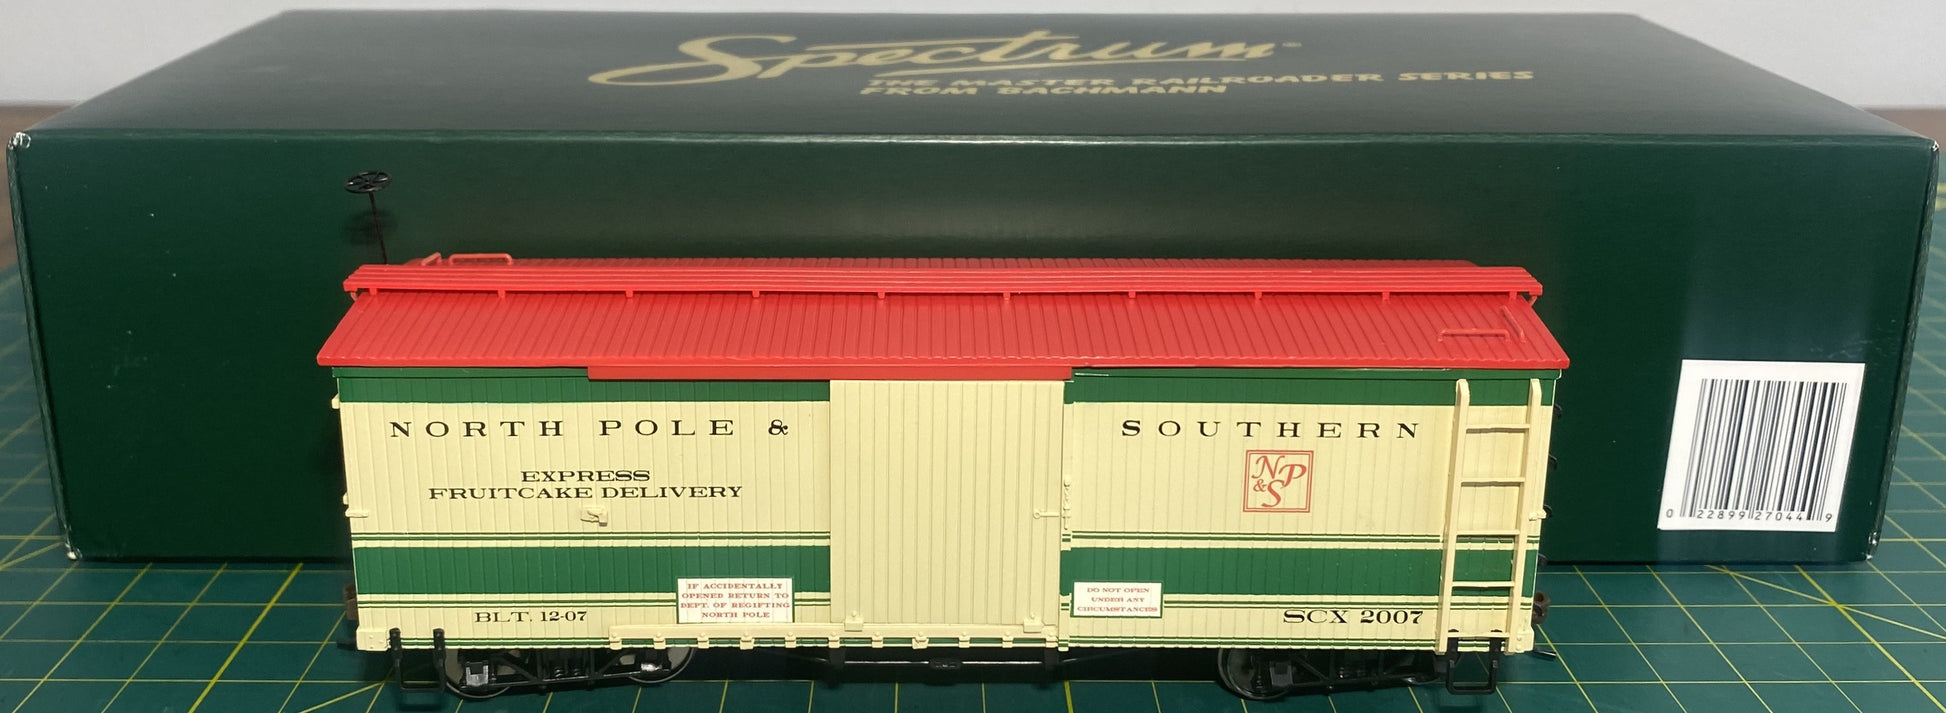 Spectrum®
THE MASTER RAILROADER SERIES
FROM BACHMANN
NORTH POLE & SOUTHERN
EXPRESS
FRUITCAKE DELIVERY
NP
&S
IF ACCIDENTALLY
OPENED RETURN TO
DEPT. OF REGIFTING
NORTH POLE
DO NOT OPEN
UNDER ANY
CIRCUMSTANCES
BLT. 12-07
SCX 2007
0 22899 27044 9